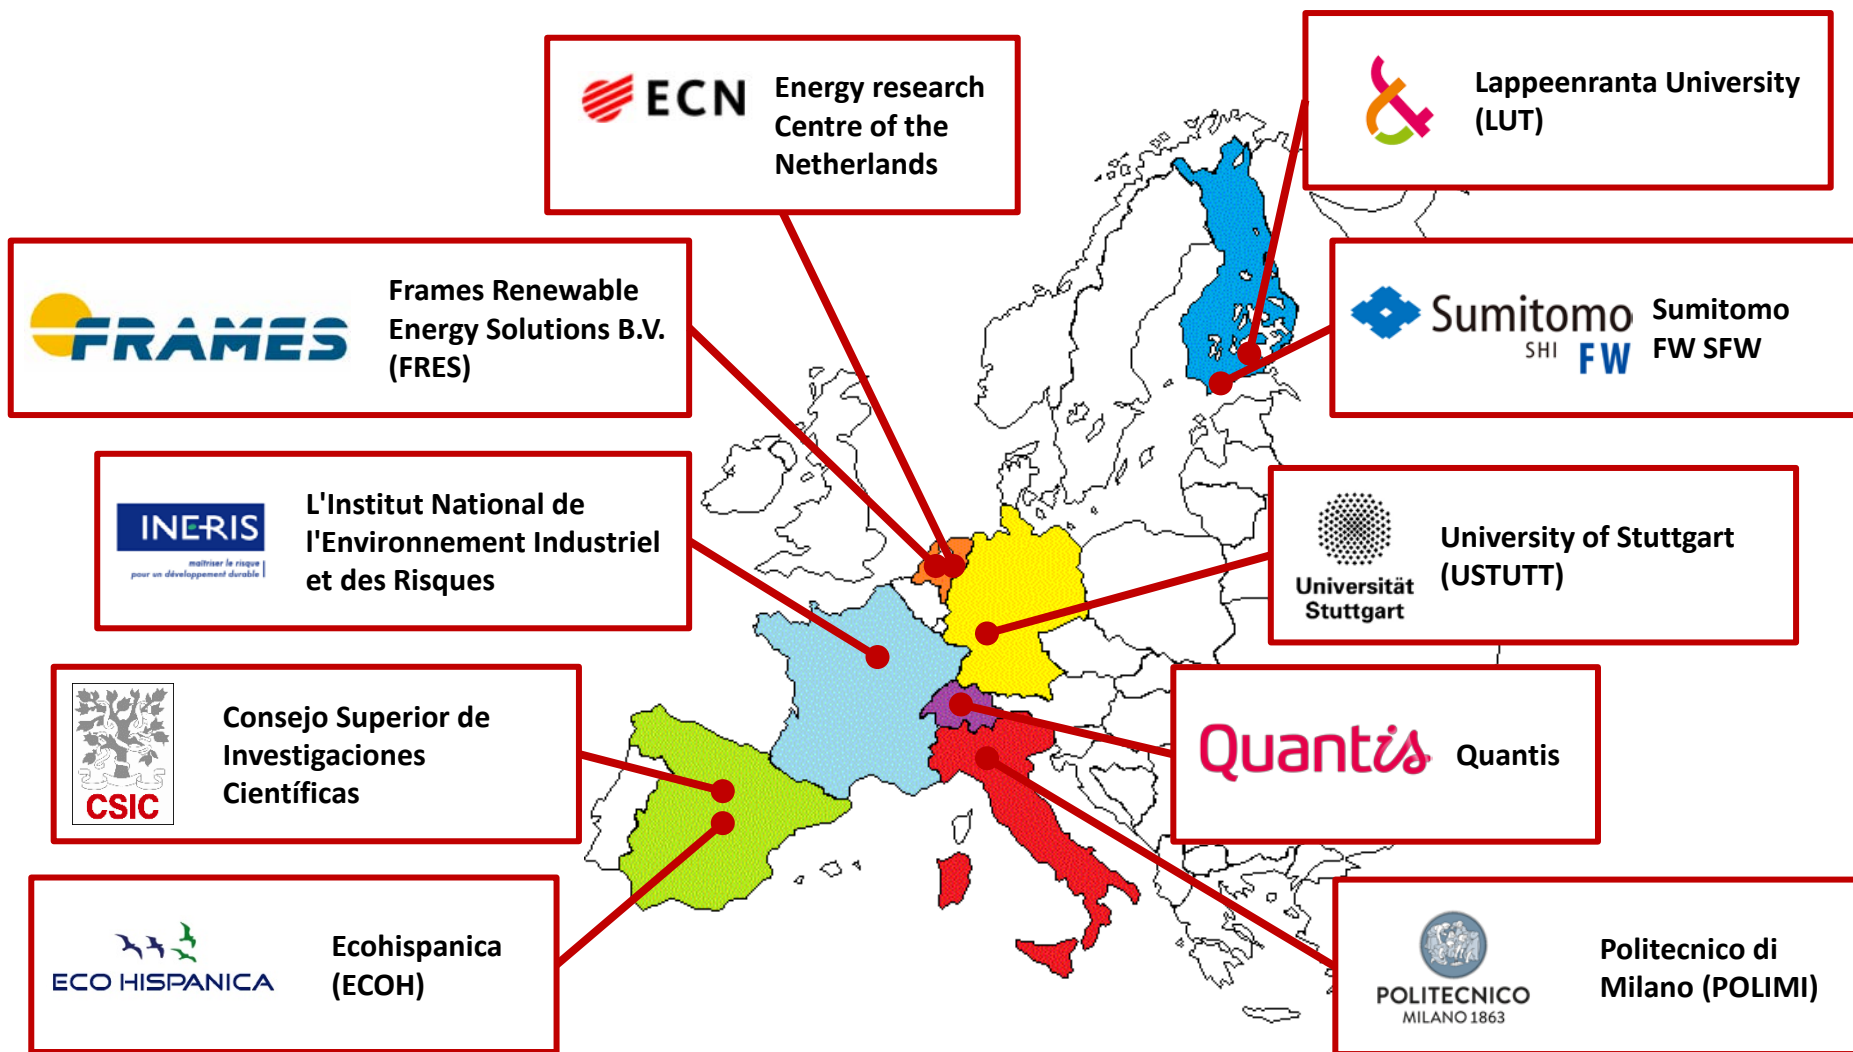 ECN
Energy research
Centre of the
Netherlands
Lappeenranta University
(LUT)
FRAMES
Frames Renewable
Energy Solutions B.V.
(FRES)
Sumitomo
SHI FW
Sumitomo
FW SFW
INERIS
maîtriser le risque
pour un développement durable
L'Institut National de
l'Environnement Industriel
et des Risques
Universität
Stuttgart
University of Stuttgart
(USTUTT)
CSIC
Consejo Superior de
Investigaciones
Científicas
Quantis
Quantis
ECO HISPANICA
Ecohispanica
(ECOH)
POLITECNICO
MILANO 1863
Politecnico di
Milano (POLIMI)